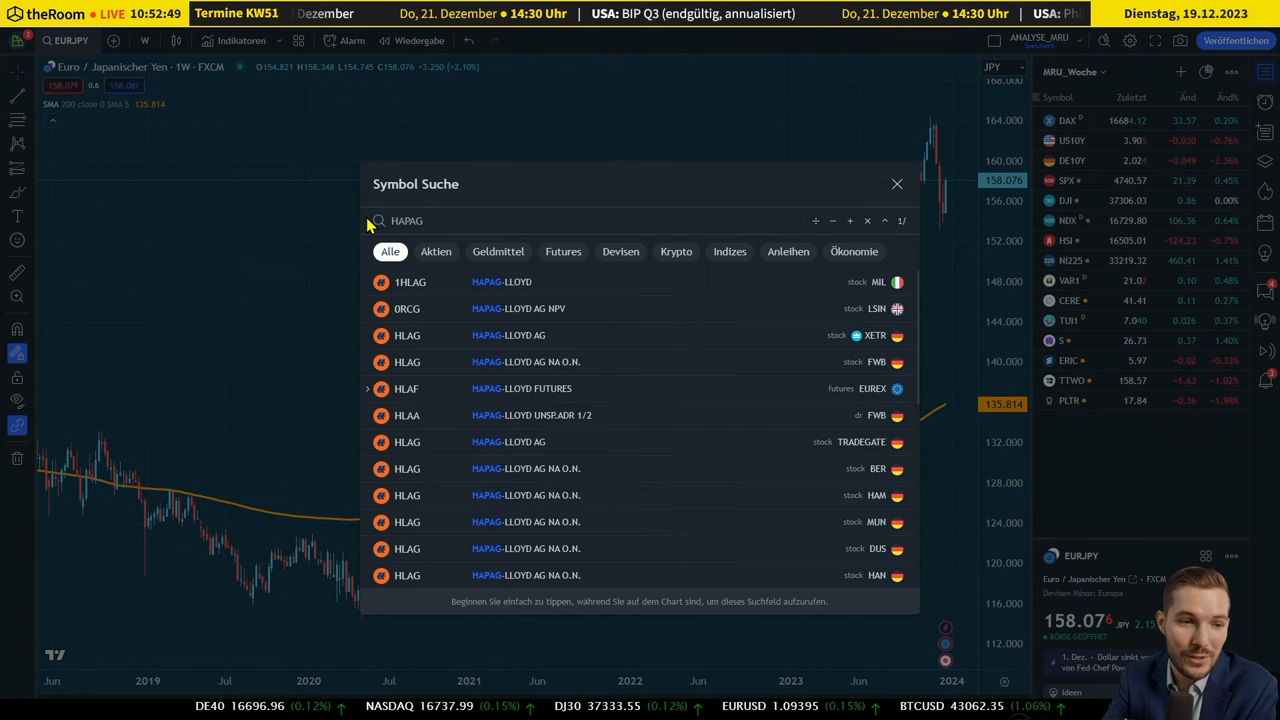 theRoom • LIVE 10:52:49
Termine KW51
Dezember
Do, 21. Dezember • 14:30 Uhr
USA: BIP Q3 (endgültig, annualisiert)
Do, 21. Dezember • 14:30 Uhr
USA:
Dienstag, 19.12.2023
3
EURJPY
W
Indikatoren
Alarm
Wiedergabe
ANALYSE_MRU
Speichern
Veröffentlichen
Euro / Japanischer Yen · 1W · FXCM
O154.821 H158.348 L154.745 C158.076 +3.250 (+2.10%)
158.076
0.6
158.082
SMA 200 close 0 SMA 5 135.814
JPY
168.000
164.000
160.000
158.076
156.000
152.000
148.000
144.000
140.000
135.814
132.000
128.000
124.000
120.000
116.000
112.000
Symbol Suche
HAPAG
÷ − + × ^ 1/
Alle Aktien Geldmittel Futures Devisen Krypto Indizes Anleihen Ökonomie
1HLAG HAPAG-LLOYD stock MIL
0RCG HAPAG-LLOYD AG NPV stock LSIN
HLAG HAPAG-LLOYD AG stock XETR
HLAG HAPAG-LLOYD AG NA O.N. stock FWB
HLAF HAPAG-LLOYD FUTURES futures EUREX
HLAA HAPAG-LLOYD UNSP.ADR 1/2 dr FWB
HLAG HAPAG-LLOYD AG stock TRADEGATE
HLAG HAPAG-LLOYD AG NA O.N. stock BER
HLAG HAPAG-LLOYD AG NA O.N. stock HAM
HLAG HAPAG-LLOYD AG NA O.N. stock MUN
HLAG HAPAG-LLOYD AG NA O.N. stock DUS
HLAG HAPAG-LLOYD AG NA O.N. stock HAN
Beginnen Sie einfach zu tippen, während Sie auf dem Chart sind, um dieses Suchfeld aufzurufen.
Jun 2019 Jul 2020 Jun 2021 Jun 2022 Jun 2023 Jul 2024
MRU_Woche
Symbol Zuletzt Änd Änd%
DAX D 16684.12 33.57 0.20%
US10Y 3.905 -0.030 -0.76%
DE10Y 2.024 -0.049 -2.36%
SPX 4740.57 21.39 0.45%
DJI 37306.03 0.86 0.00%
NDX D 16729.80 106.36 0.64%
HSI 16505.01 -124.23 -0.75%
NI225 33219.32 460.41 1.41%
VAR1 21.02 0.10 0.48%
CERE 41.41 0.11 0.27%
TUI1 7.040 0.026 0.37%
S 26.73 0.37 1.40%
ERIC 5.97 -0.02 -0.33%
TTWO 158.57 -1.63 -1.02%
PLTR 17.84 -0.36 -1.98%
4
3
EURJPY
Euro / Japanischer Yen · FXCM
Devisen Minor: Europa
158.076 JPY 2.15
BÖRSE GEÖFFNET
1. Dez. · Dollar sinkt
von Fed-Chef Pow
Ideen
DE40 16696.96 (0.12%) ↑ NASDAQ 16737.99 (0.15%) ↑ DJ30 37333.55 (0.12%) ↑ EURUSD 1.09395 (0.15%) ↑ BTCUSD 43062.35 (1.06%) ↑